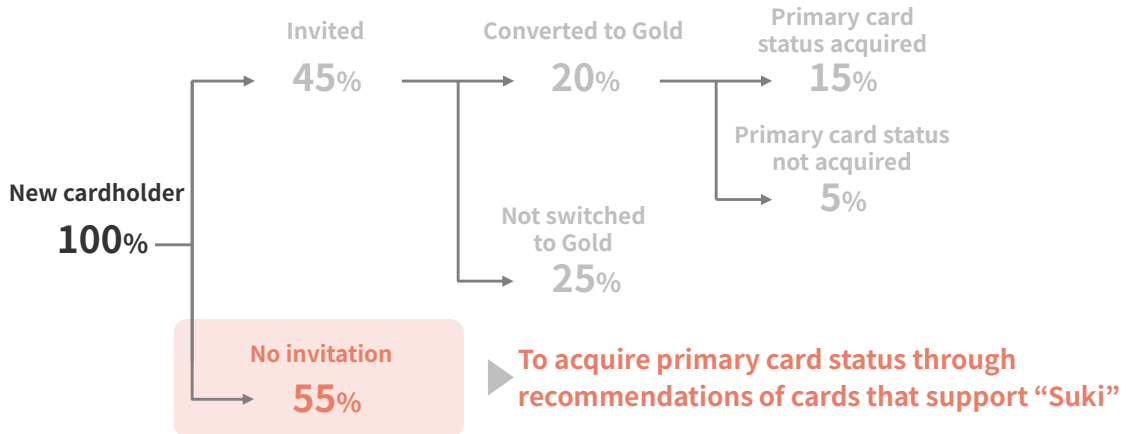 New cardholder
100%
Invited
45%
Converted to Gold
20%
Primary card
status acquired
15%
Primary card status
not acquired
5%
Not switched
to Gold
25%
No invitation
55%
To acquire primary card status through
recommendations of cards that support “Suki”